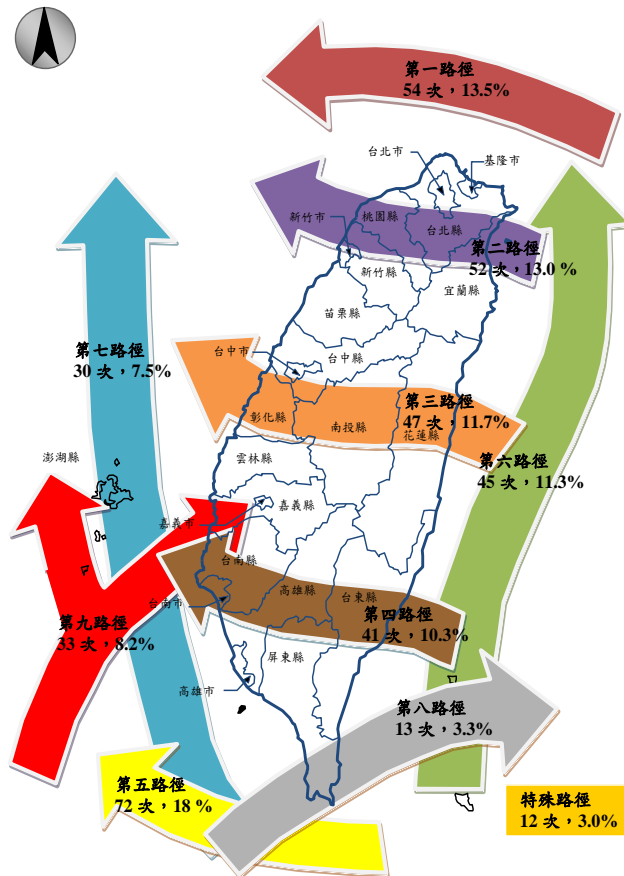 第一路徑
54 次，13.5%
台北市
基隆市
新竹市
桃園縣
台北縣
第二路徑
52 次，13.0 %
新竹縣
宜蘭縣
苗栗縣
第七路徑
30 次，7.5%
台中市
台中縣
第三路徑
47 次，11.7%
彰化縣
南投縣
花蓮縣
澎湖縣
雲林縣
第六路徑
45 次，11.3%
嘉義市
嘉義縣
台南縣
台南市
高雄縣
台東縣
第四路徑
41 次，10.3%
第九路徑
33 次，8.2%
屏東縣
高雄市
第八路徑
13 次，3.3%
第五路徑
72 次，18 %
特殊路徑
12 次，3.0%